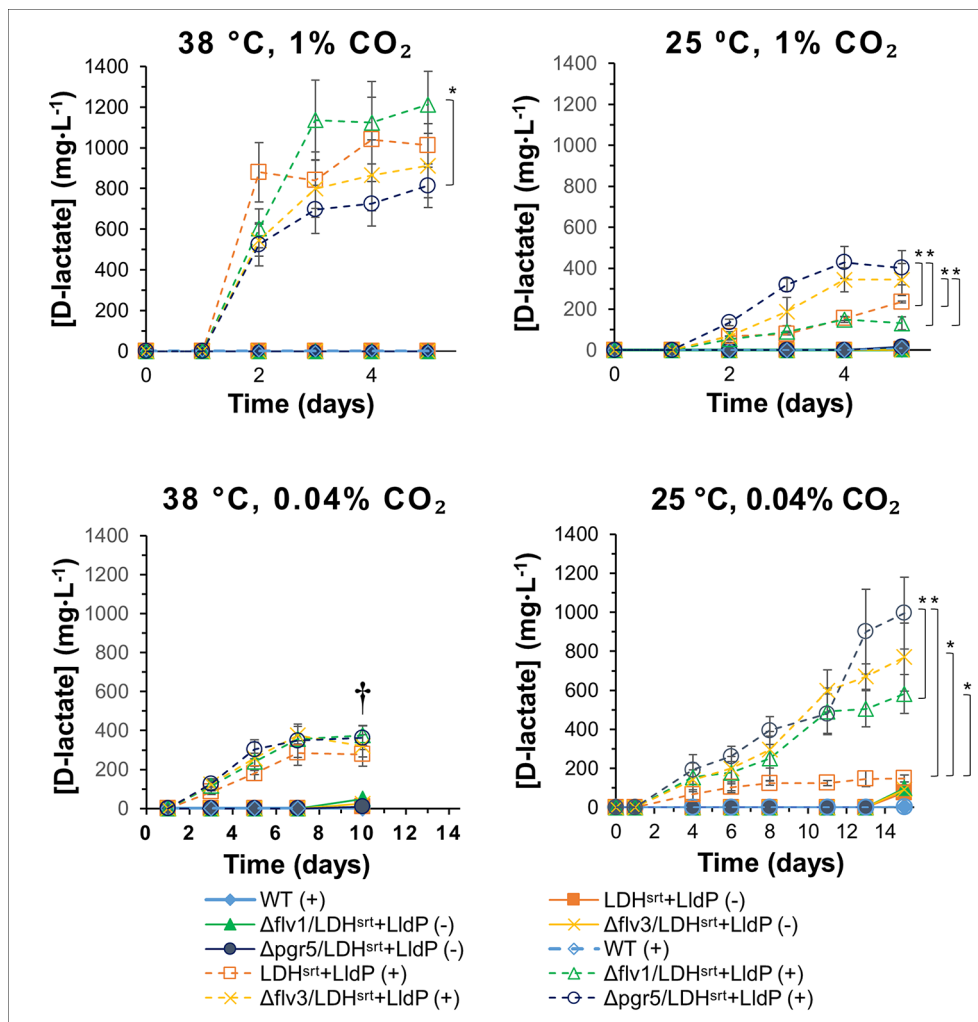 38 °C, 1% CO₂
25 ⁰C, 1% CO₂
[D-lactate] (mg·L⁻¹)
1400
1200
1000
800
600
400
200
0
*
0 2 4
Time (days)
[D-lactate] (mg·L⁻¹)
1400
1200
1000
800
600
400
200
0
** **
0 2 4
Time (days)
38 °C, 0.04% CO₂
25 °C, 0.04% CO₂
[D-lactate] (mg·L⁻¹)
1400
1200
1000
800
600
400
200
0
†
0 2 4 6 8 10 12 14
Time (days)
[D-lactate] (mg·L⁻¹)
1400
1200
1000
800
600
400
200
0
**
*
*
0 2 4 6 8 10 12 14
Time (days)
WT (+)
LDHˢʳᵗ+LldP (-)
Δflv1/LDHˢʳᵗ+LldP (-)
Δflv3/LDHˢʳᵗ+LldP (-)
Δpgr5/LDHˢʳᵗ+LldP (-)
WT (+)
LDHˢʳᵗ+LldP (+)
Δflv1/LDHˢʳᵗ+LldP (+)
Δflv3/LDHˢʳᵗ+LldP (+)
Δpgr5/LDHˢʳᵗ+LldP (+)